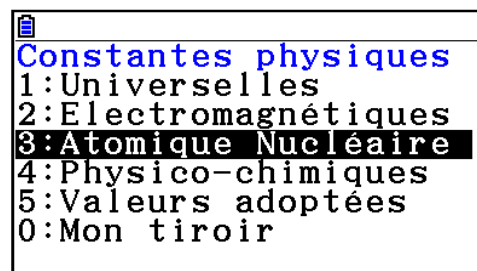 Constantes physiques
1:Universelles
2:Electromagnétiques
3:Atomique Nucléaire
4:Physico-chimiques
5:Valeurs adoptées
0:Mon tiroir